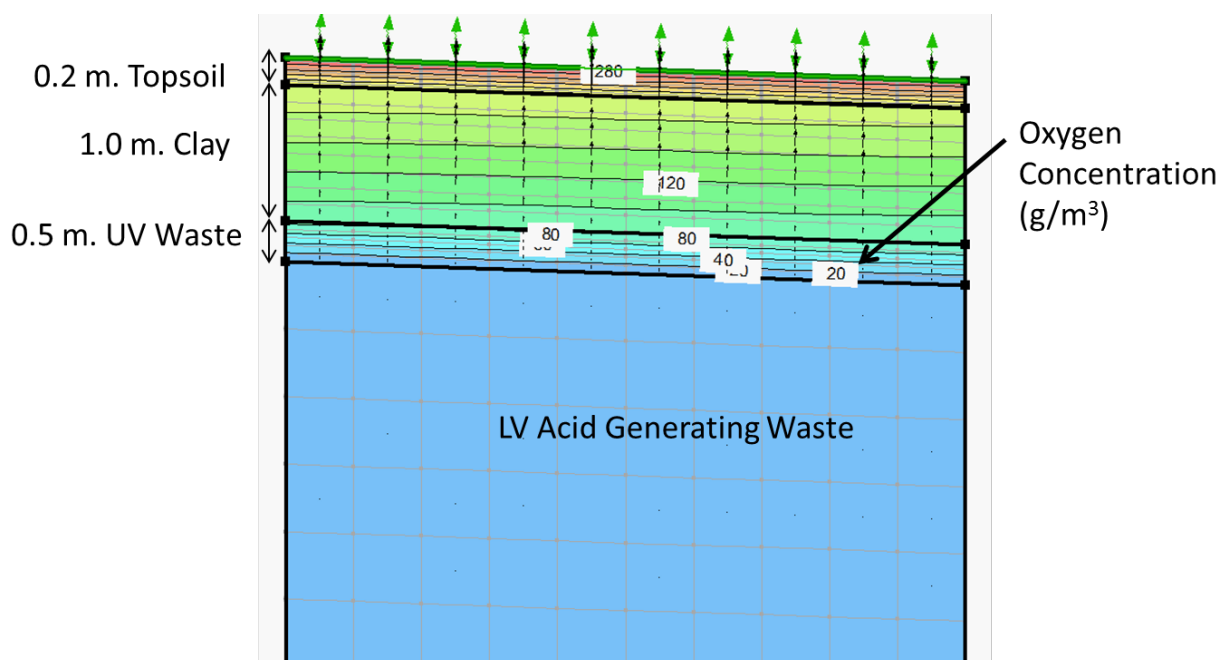 280
0.2 m. Topsoil
1.0 m. Clay
120
Oxygen
Concentration
(g/m³)
0.5 m. UV Waste
80
80
40
20
LV Acid Generating Waste